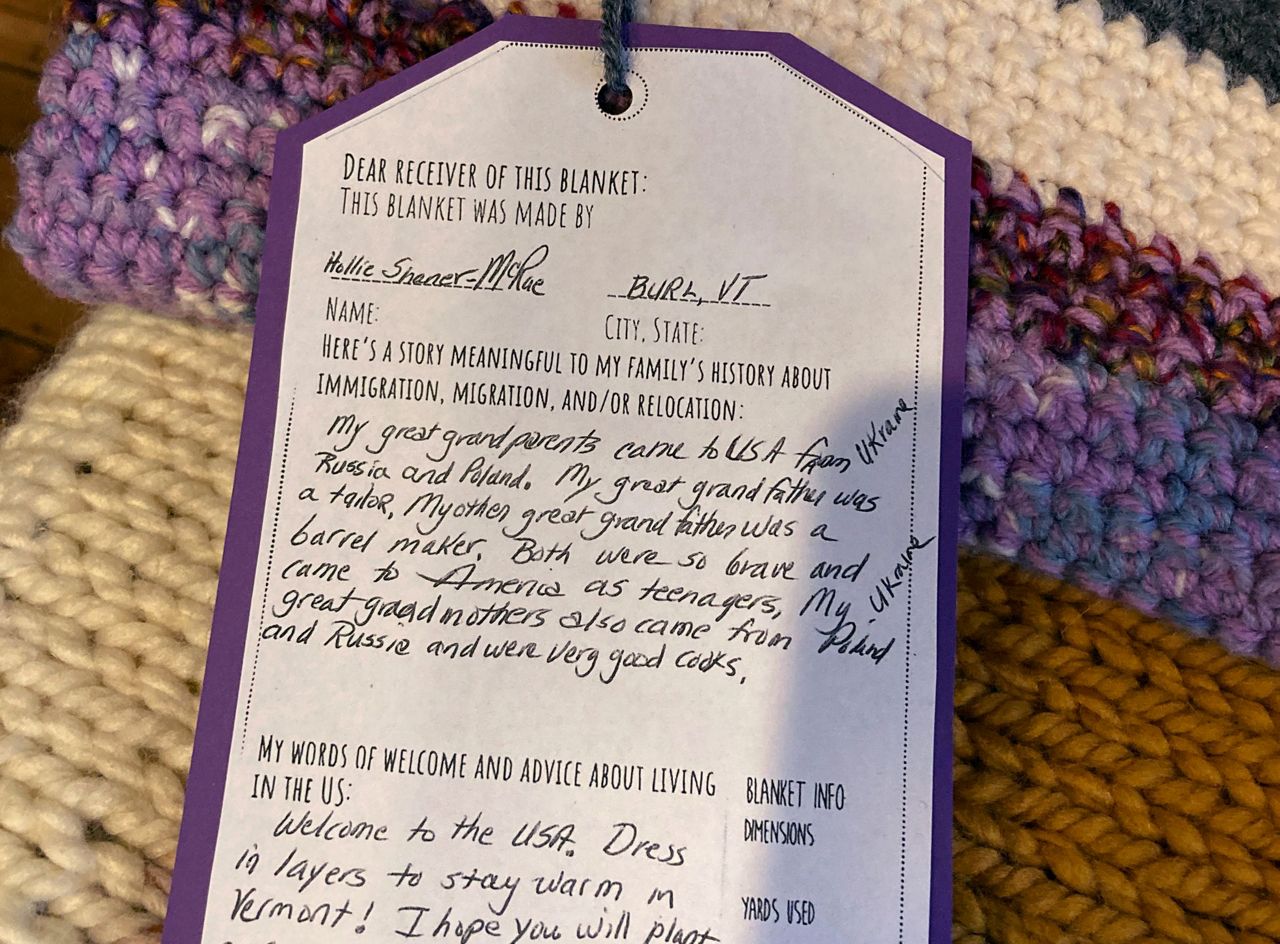 DEAR RECEIVER OF THIS BLANKET:
THIS BLANKET WAS MADE BY
Hollie Shaner-McRae BURL, VT
NAME: CITY, STATE:
HERE'S A STORY MEANINGFUL TO MY FAMILY'S HISTORY ABOUT
IMMIGRATION, MIGRATION, AND/OR RELOCATION:
My great grandparents came to USA from Ukraine
Russia and Poland. My great grandfather was
a tailor, My other great grandfather was a
barrel maker. Both were so brave and
came to America as teenagers, My Ukraine
great grandmothers also came from Poland
and Russia and were very good cooks.
MY WORDS OF WELCOME AND ADVICE ABOUT LIVING
IN THE US:
Welcome to the USA. Dress
in layers to stay warm in
Vermont! I hope you will plant
BLANKET INFO
DIMENSIONS
YARDS USED